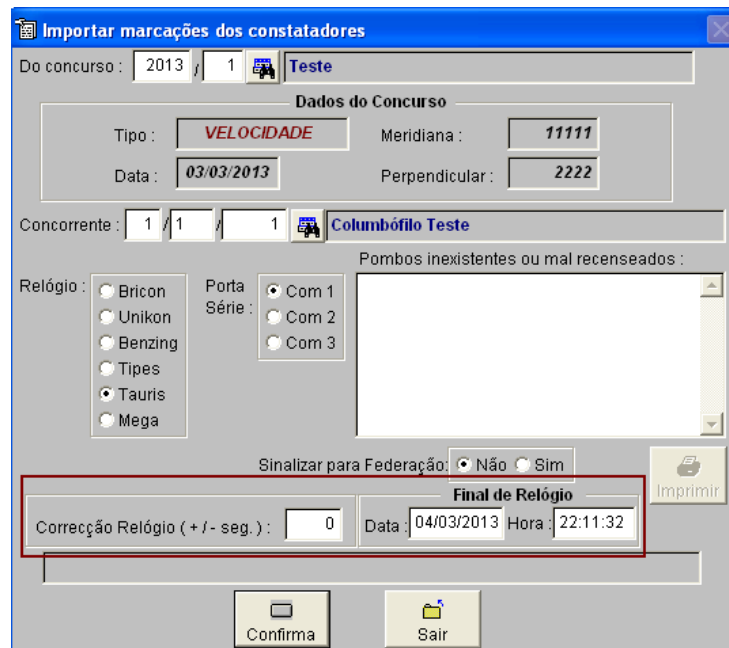 Importar marcações dos constatadores
Do concurso : 2013 / 1 Teste
Dados do Concurso
Tipo : VELOCIDADE Meridiana : 11111
Data : 03/03/2013 Perpendicular : 2222
Concorrente : 1 / 1 / 1 Columbófilo Teste
Pombos inexistentes ou mal recenseados :
Relógio : Bricon Porta Série : Com 1
Unikon Com 2
Benzing Com 3
Tipes
Tauris
Mega
Sinalizar para Federação: Não Sim
Imprimir
Final de Relógio
Correcção Relógio ( + / - seg. ) : 0 Data : 04/03/2013 Hora : 22:11:32
Confirma Sair